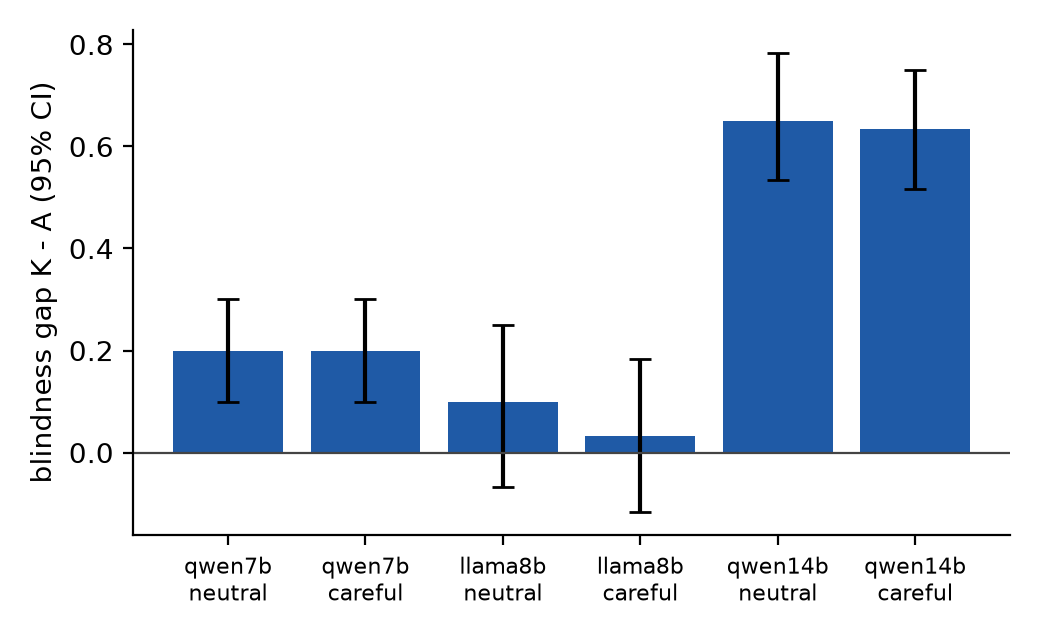 blindness gap K - A (95% CI)
0.8
0.6
0.4
0.2
0.0
qwen7b
neutral
qwen7b
careful
llama8b
neutral
llama8b
careful
qwen14b
neutral
qwen14b
careful